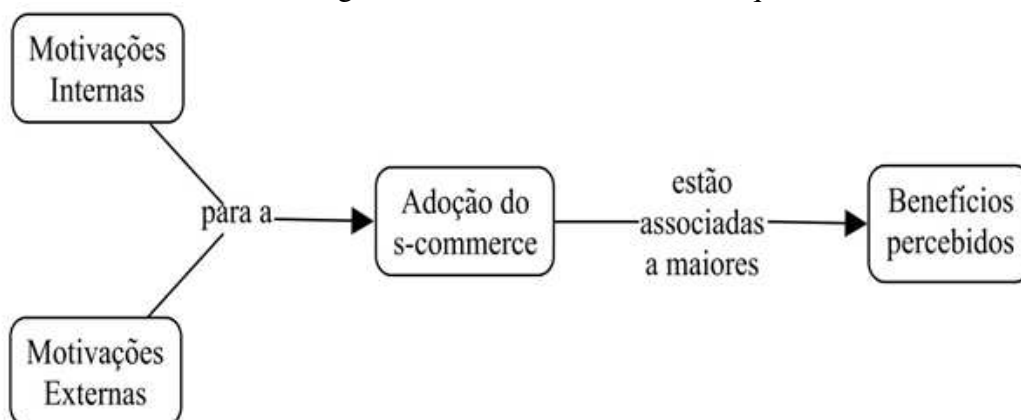 Motivações
Internas
para a
Adoção do
s-commerce
estão
associadas
a maiores
Benefícios
percebidos
Motivações
Externas